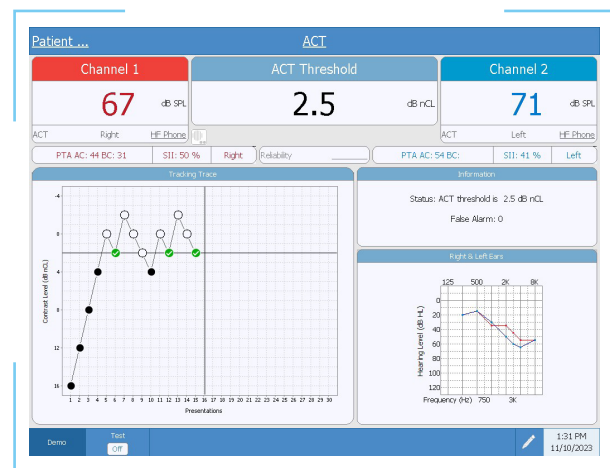 Patient ... ACT
Channel 1 ACT Threshold Channel 2
67 dB SPL 2.5 dB nCL 71 dB SPL
ACT Right HF Phone ACT Left HF Phone
PTA AC: 44 BC: 31 SII: 50 % Right Reliability PTA AC: 54 BC: SII: 41 % Left
Tracking Trace
Information
Status: ACT threshold is 2.5 dB nCL
False Alarm: 0
Right & Left Ears
Contrast Level (dB nCL)
-4
0
4
8
12
16
1 2 3 4 5 6 7 8 9 10 11 12 13 14 15 16 17 18 19 20 21 22 23 24 25 26 27 28 29 30
Presentations
125 500 2K 8K
Hearing Level (dB HL)
0
20
40
60
80
100
120
Frequency (Hz) 750 3K
Demo
Test
Off
1:31 PM
11/10/2023